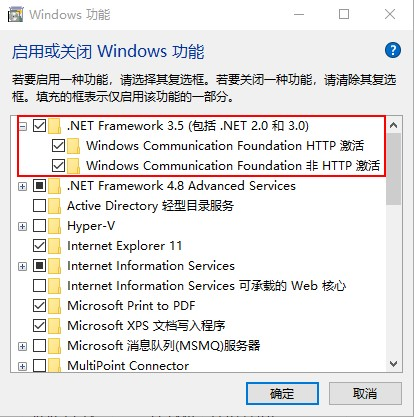 Windows 功能
启用或关闭 Windows 功能
若要启用一种功能，请选择其复选框。若要关闭一种功能，请清除其复选
框。填充的框表示仅启用该功能的一部分。
.NET Framework 3.5 (包括 .NET 2.0 和 3.0)
Windows Communication Foundation HTTP 激活
Windows Communication Foundation 非 HTTP 激活
.NET Framework 4.8 Advanced Services
Active Directory 轻型目录服务
Hyper-V
Internet Explorer 11
Internet Information Services
Internet Information Services 可承载的 Web 核心
Microsoft Print to PDF
Microsoft XPS 文档写入程序
Microsoft 消息队列(MSMQ)服务器
MultiPoint Connector
确定 取消